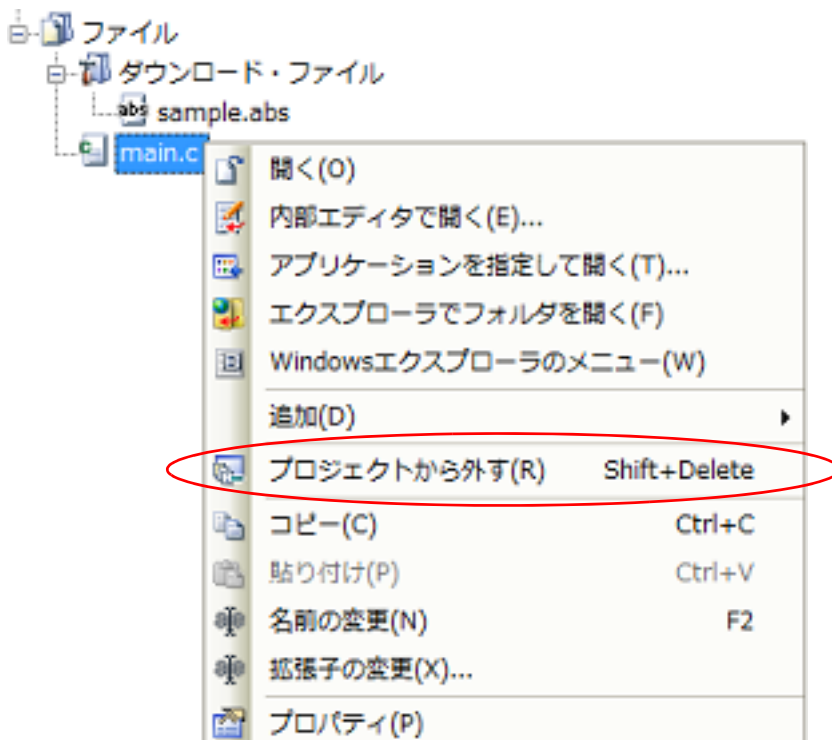 ファイル
ダウンロード・ファイル
abs sample.abs
c main.c
開く(O)
内部エディタで開く(E)...
アプリケーションを指定して開く(T)...
エクスプローラでフォルダを開く(F)
Windowsエクスプローラのメニュー(W)
追加(D)
プロジェクトから外す(R) Shift+Delete
コピー(C) Ctrl+C
貼り付け(P) Ctrl+V
名前の変更(N) F2
拡張子の変更(X)...
プロパティ(P)